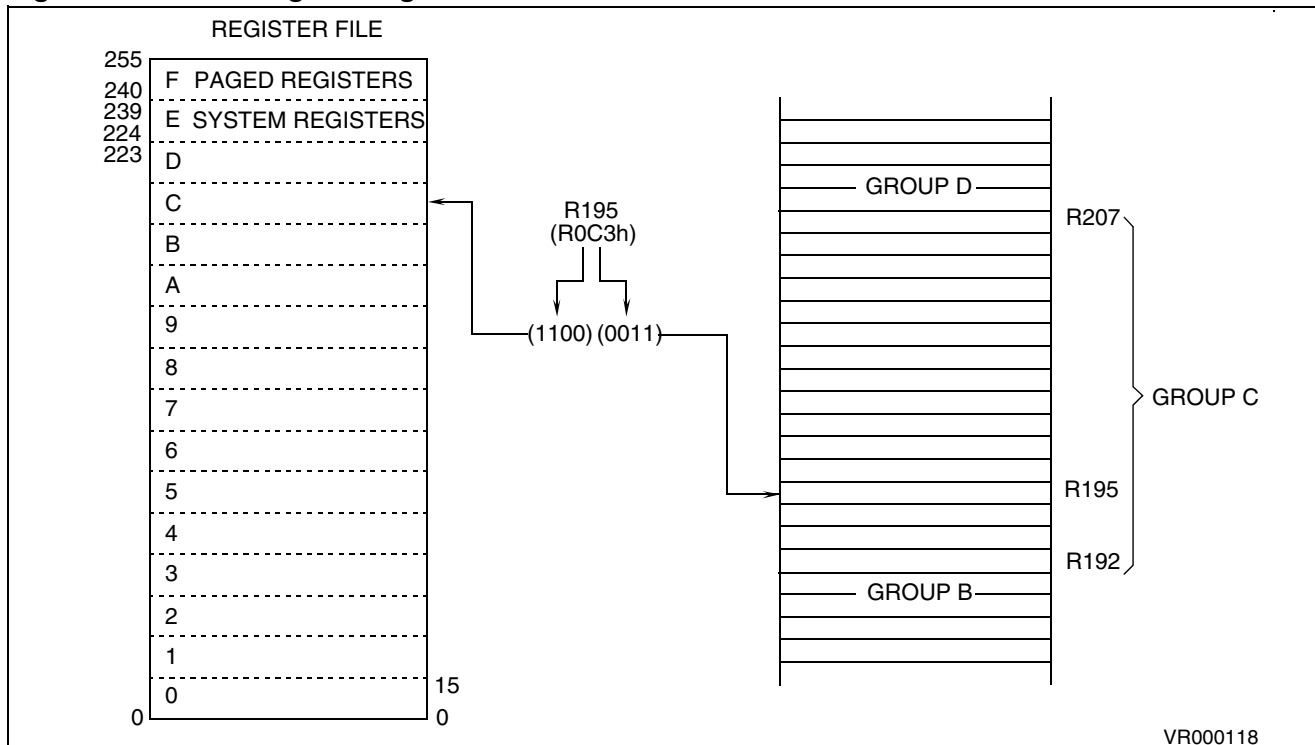 REGISTER FILE
255
240
239
224
223
F PAGED REGISTERS
E SYSTEM REGISTERS
D
C
B
A
9
8
7
6
5
4
3
2
1
0
15
0
0
R195
(R0C3h)
(1100) (0011)
GROUP D
R207
GROUP C
R195
R192
GROUP B
VR000118